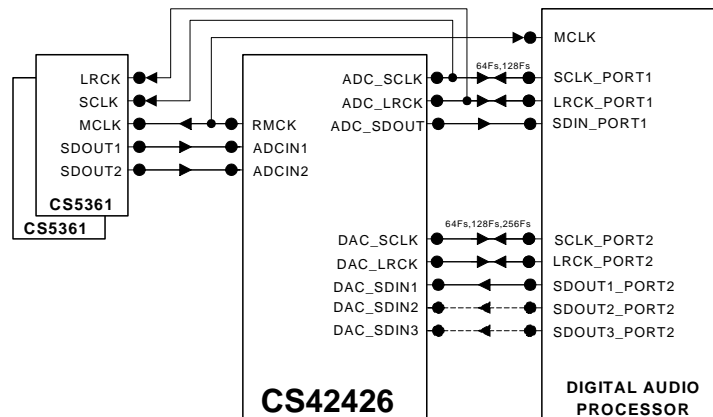 MCLK
LRCK
SCLK
MCLK
SDOUT1
SDOUT2
CS5361
CS5361
RMCK
ADCIN1
ADCIN2
ADC_SCLK
ADC_LRCK
ADC_SDOUT
64Fs,128Fs
SCLK_PORT1
LRCK_PORT1
SDIN_PORT1
DAC_SCLK
DAC_LRCK
DAC_SDIN1
DAC_SDIN2
DAC_SDIN3
64Fs,128Fs,256Fs
SCLK_PORT2
LRCK_PORT2
SDOUT1_PORT2
SDOUT2_PORT2
SDOUT3_PORT2
CS42426
DIGITAL AUDIO
PROCESSOR